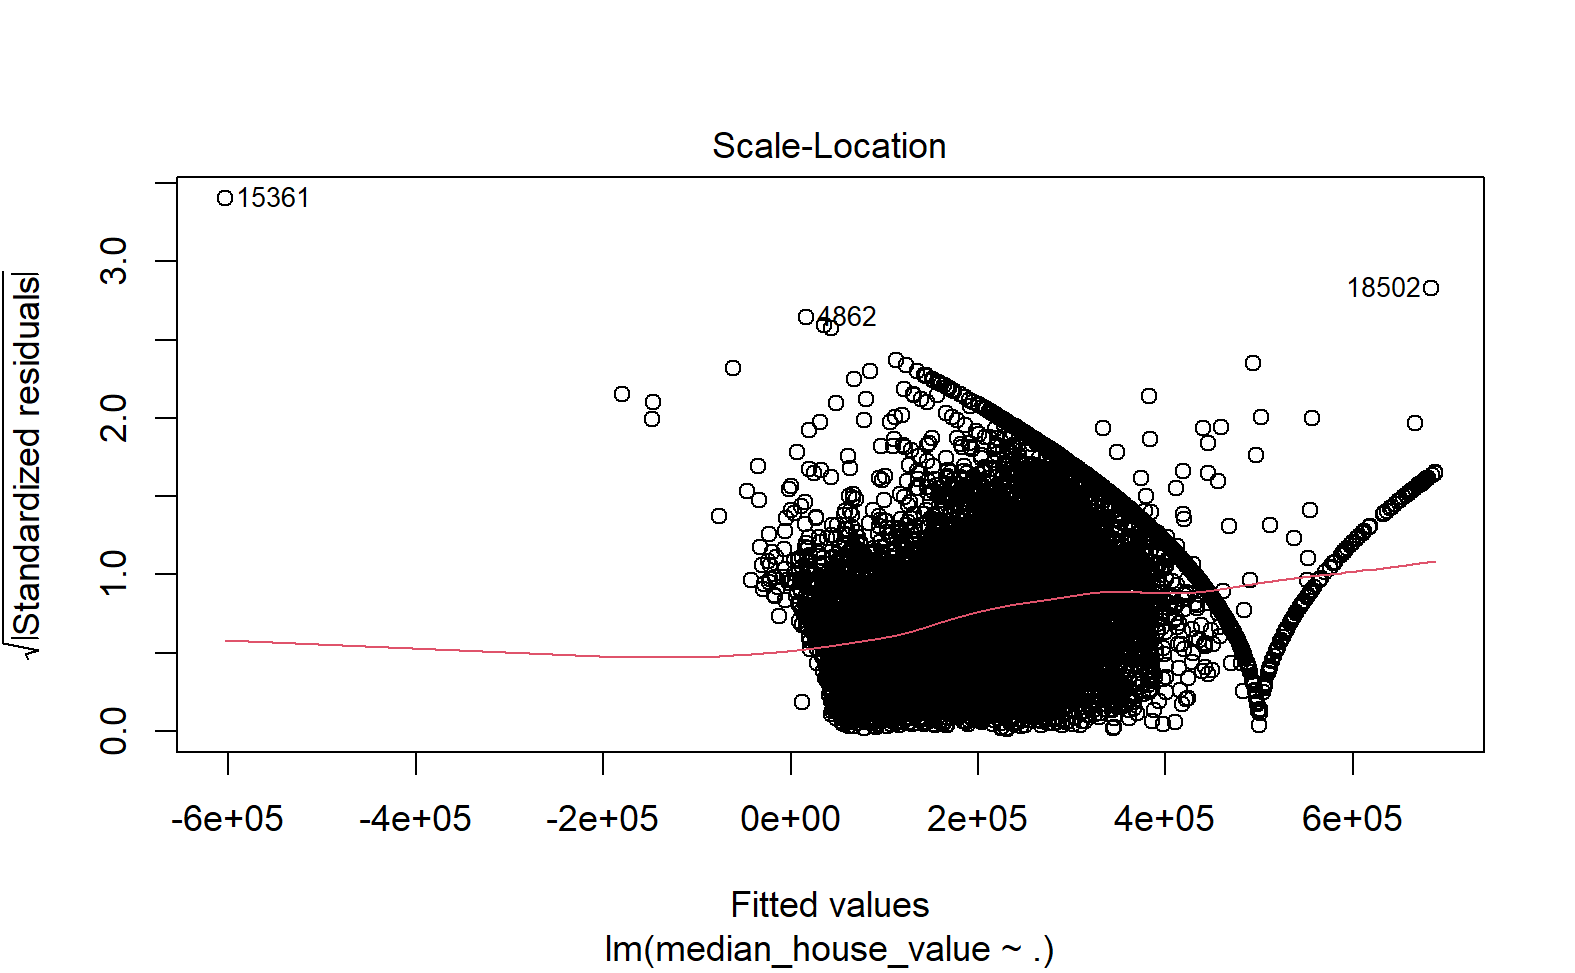 Scale-Location
√|Standardized residuals|
3.0
2.0
1.0
0.0
15361
4862
18502
-6e+05 -4e+05 -2e+05 0e+00 2e+05 4e+05 6e+05
Fitted values
lm(median_house_value ~ .)